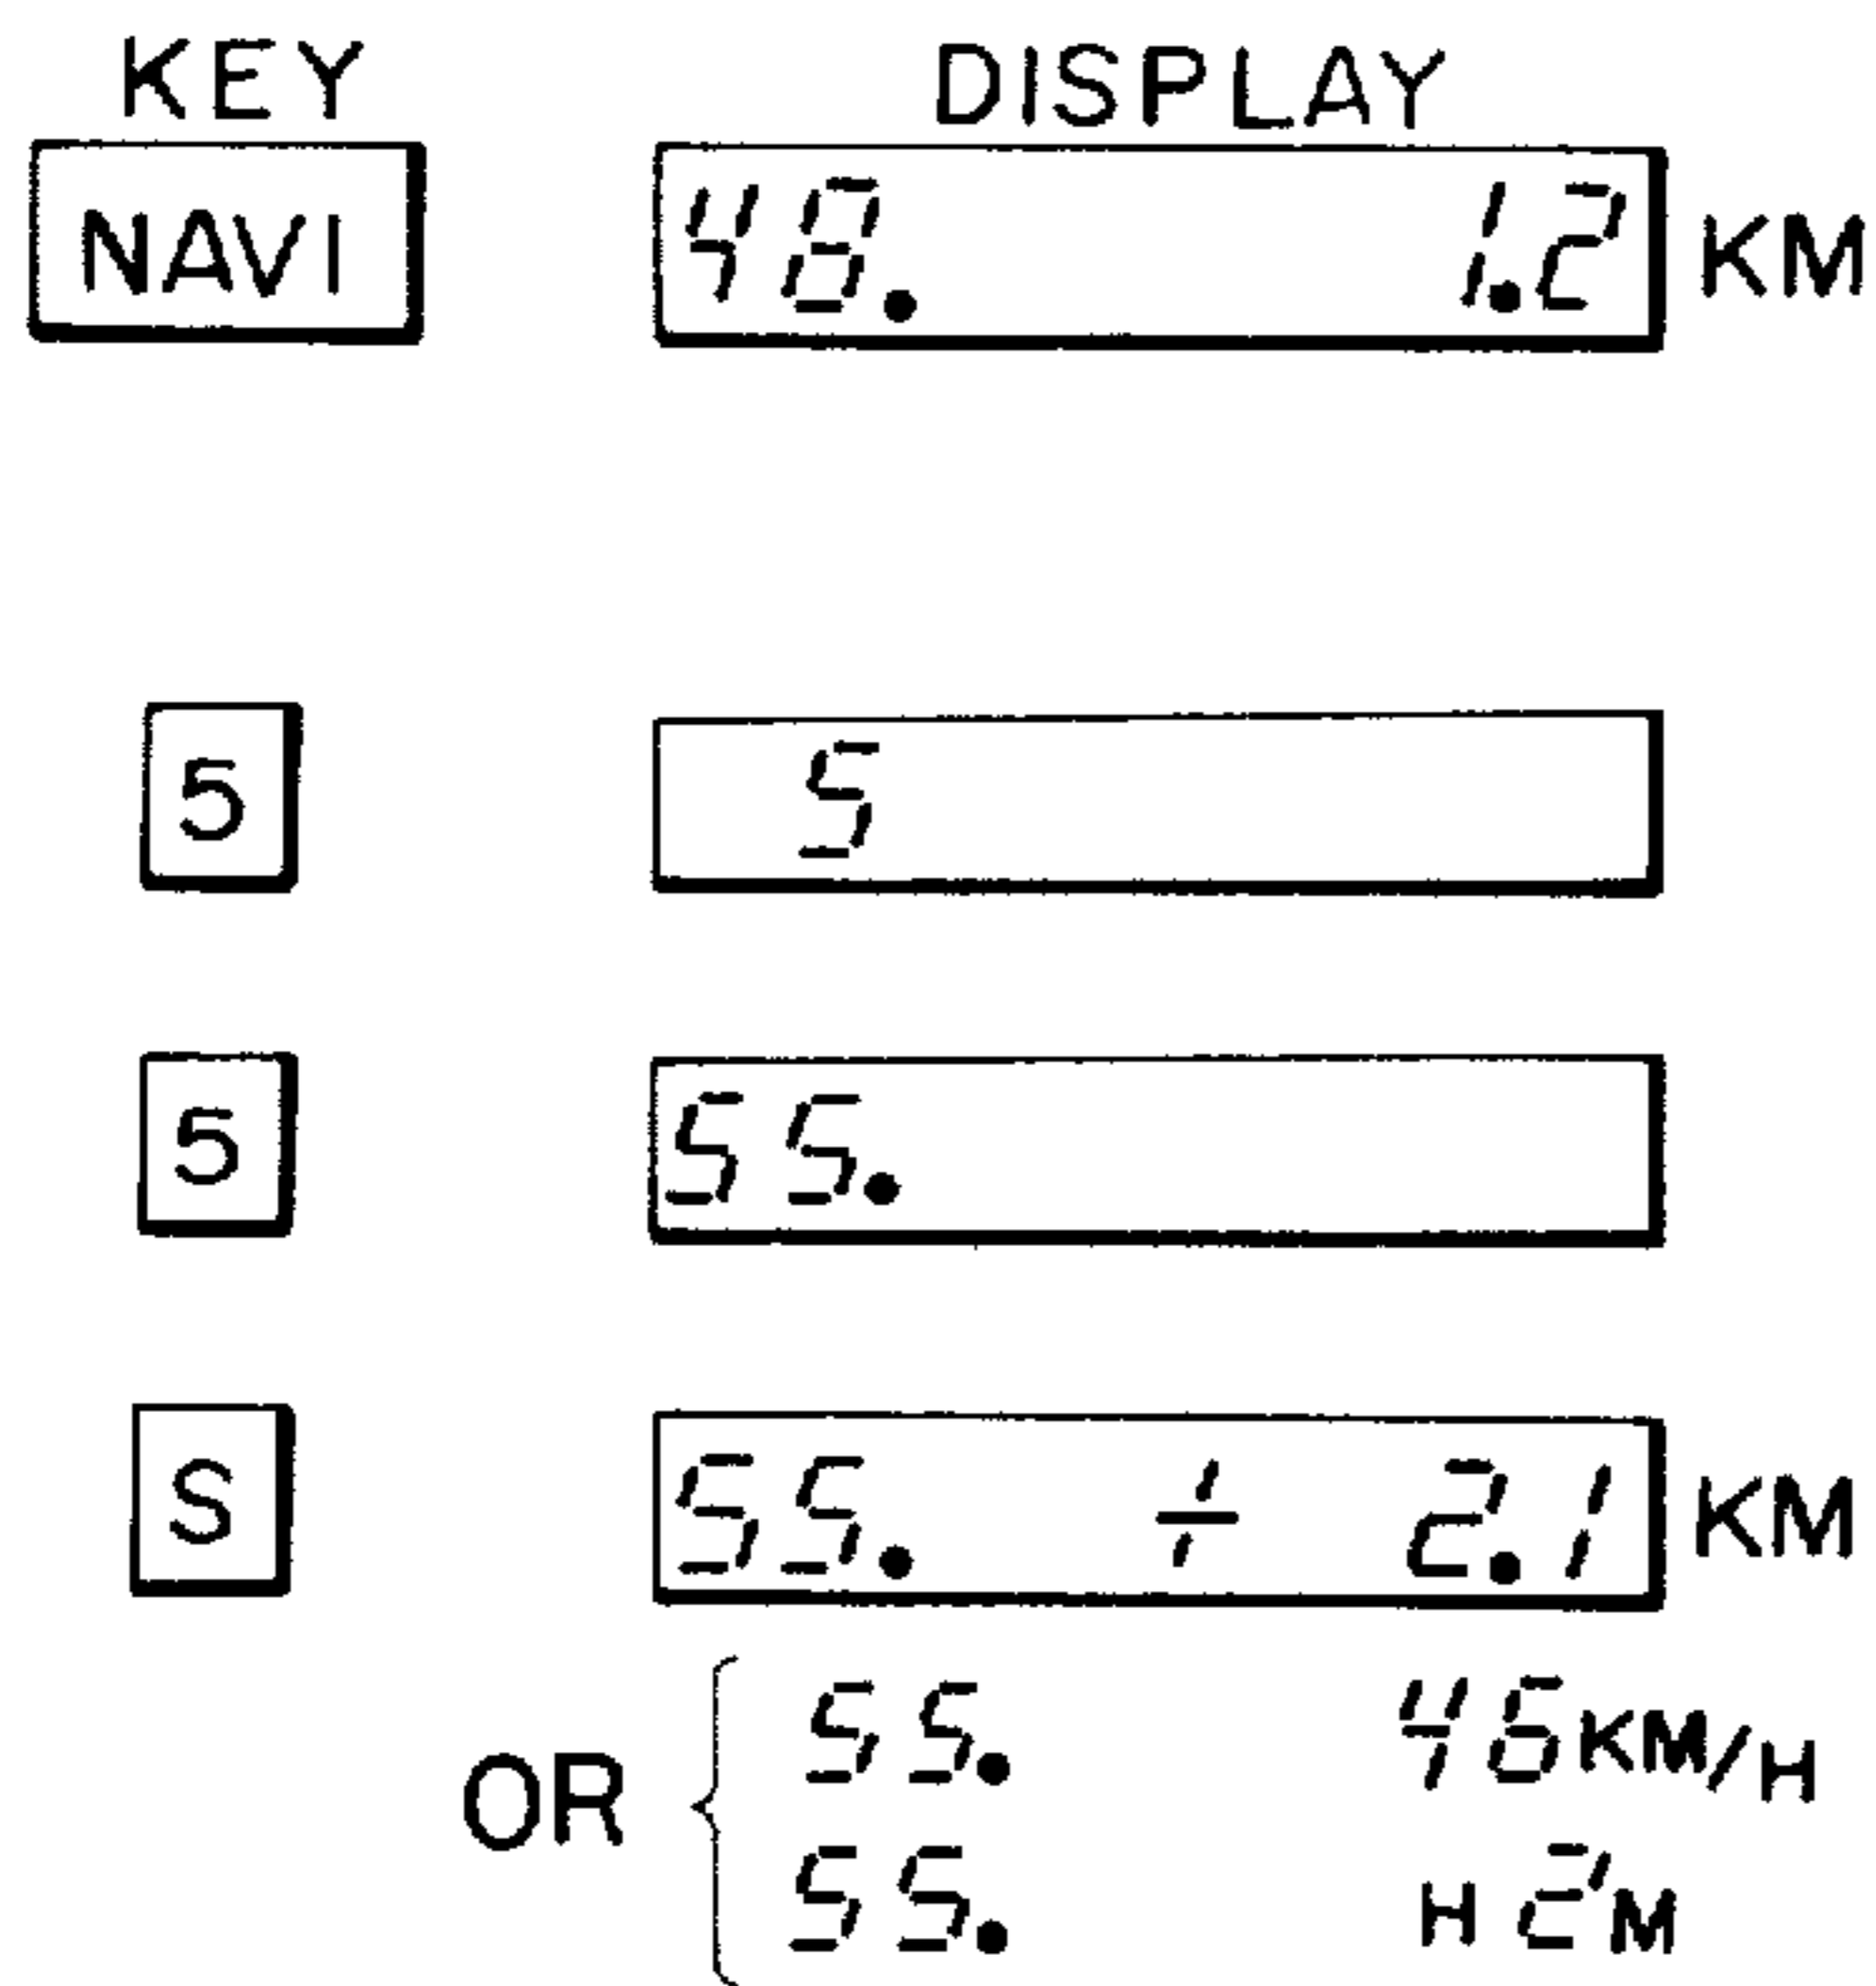 KEY DISPLAY
NAVI 48. 1.2 KM
5 5
5 55.
S 55. ÷ 2.1 KM
OR
55. 46 KM/H
55. H 2 M